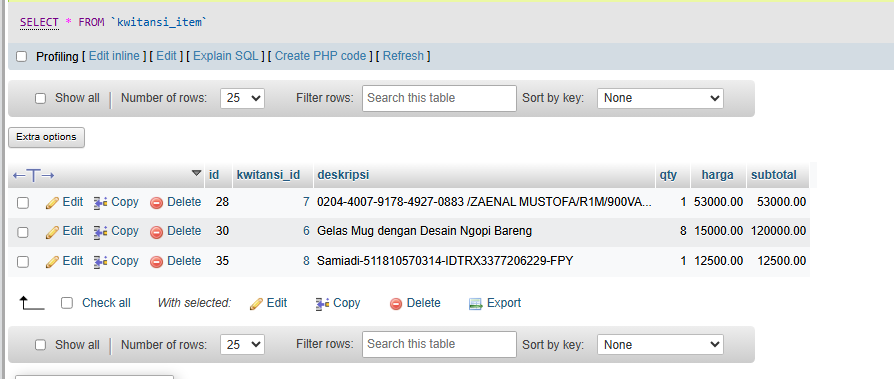 SELECT * FROM `kwitansi_item`
Profiling [ Edit inline ] [ Edit ] [ Explain SQL ] [ Create PHP code ] [ Refresh ]
Show all Number of rows: 25 Filter rows: Search this table Sort by key: None
Extra options
←T→ id kwitansi_id deskripsi qty harga subtotal
Edit Copy Delete 28 7 0204-4007-9178-4927-0883 /ZAENAL MUSTOFA/R1M/900VA... 1 53000.00 53000.00
Edit Copy Delete 30 6 Gelas Mug dengan Desain Ngopi Bareng 8 15000.00 120000.00
Edit Copy Delete 35 8 Samiadi-511810570314-IDTRX3377206229-FPY 1 12500.00 12500.00
Check all With selected: Edit Copy Delete Export
Show all Number of rows: 25 Filter rows: Search this table Sort by key: None